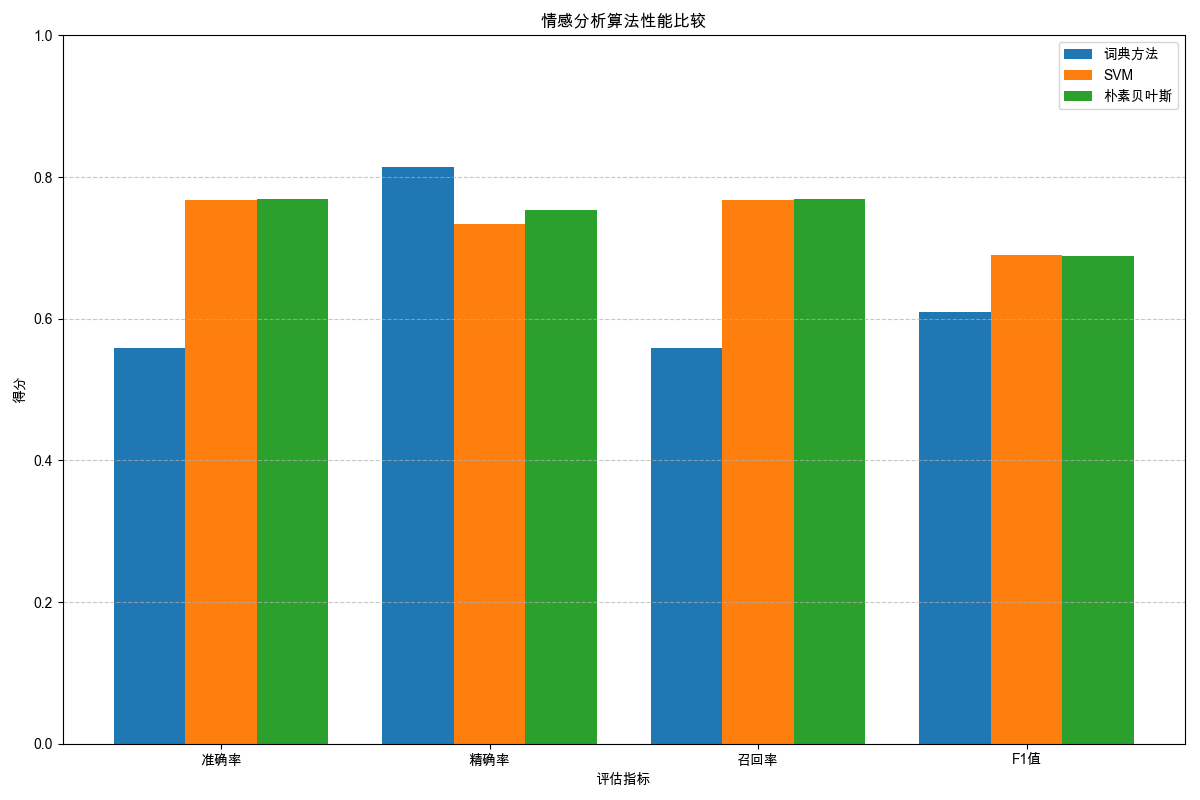 情感分析算法性能比较
词典方法
SVM
朴素贝叶斯
得分
1.0
0.8
0.6
0.4
0.2
0.0
准确率
精确率
召回率
F1值
评估指标